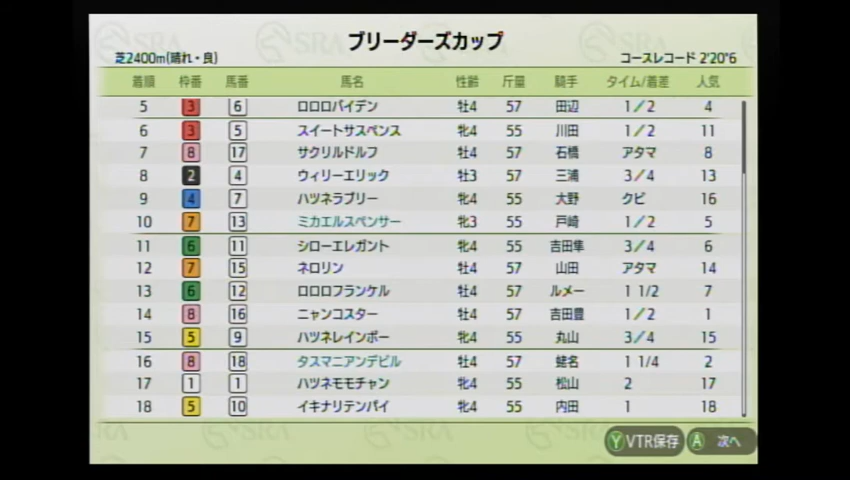 ブリーダーズカップ
芝2400m(晴れ・良) コースレコード 2'20"6
着順 枠番 馬番 馬名 性齢 斤量 騎手 タイム/着差 人気
5 3 6 ロロロバイデン 牡4 57 田辺 1/2 4
6 3 5 スイートサスペンス 牝4 55 川田 1/2 11
7 8 17 サクリルドルフ 牡4 57 石橋 アタマ 8
8 2 4 ウィリーエリック 牡3 57 三浦 3/4 13
9 4 7 ハツネラブリー 牝4 55 大野 クビ 16
10 7 13 ミカエルスペンサー 牝3 55 戸崎 1/2 5
11 6 11 シローエレガント 牝4 55 吉田隼 3/4 6
12 7 15 ネロリン 牡4 57 山田 アタマ 14
13 6 12 ロロロフランケル 牡4 57 ルメー 1 1/2 7
14 8 16 ニャンコスター 牡4 57 吉田豊 1/2 1
15 5 9 ハツネレインボー 牝4 55 丸山 3/4 15
16 8 18 タスマニアンデビル 牡4 57 蛯名 1 1/4 2
17 1 1 ハツネモモチャン 牝4 55 松山 2 17
18 5 10 イキナリテンパイ 牝4 55 内田 1 18
Y VTR保存 A 次へ